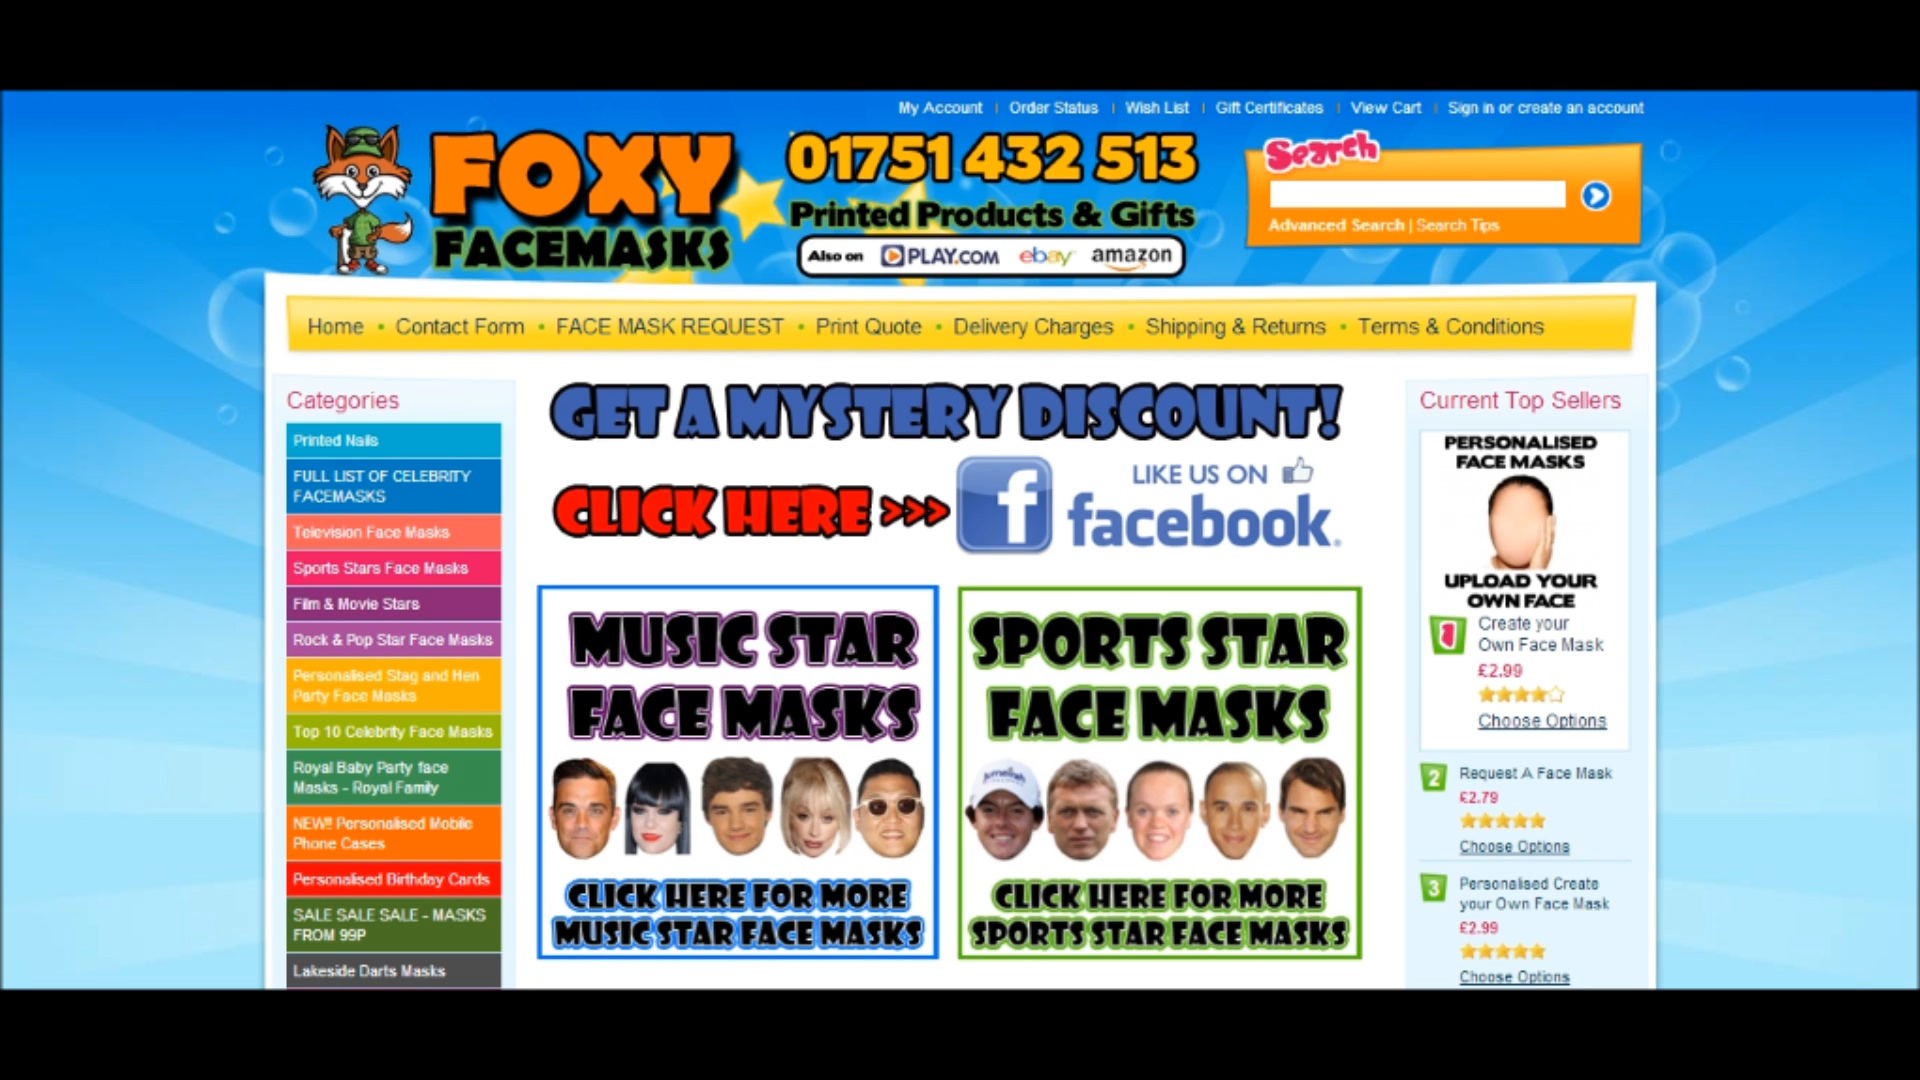 My Account | Order Status | Wish List | Gift Certificates | View Cart | Sign in or create an account
FOXY
FACEMASKS
01751 432 513
Printed Products & Gifts
Also on PLAY.COM ebay amazon
Search
Advanced Search | Search Tips
Home • Contact Form • FACE MASK REQUEST • Print Quote • Delivery Charges • Shipping & Returns • Terms & Conditions
Categories
Printed Nails
FULL LIST OF CELEBRITY
FACEMASKS
Television Face Masks
Sports Stars Face Masks
Film & Movie Stars
Rock & Pop Star Face Masks
Personalised Stag and Hen
Party Face Masks
Top 10 Celebrity Face Masks
Royal Baby Party face
Masks - Royal Family
NEW!! Personalised Mobile
Phone Cases
Personalised Birthday Cards
SALE SALE SALE - MASKS
FROM 99P
Lakeside Darts Masks
GET A MYSTERY DISCOUNT!
CLICK HERE >>>
f
LIKE US ON
facebook
MUSIC STAR
FACE MASKS
CLICK HERE FOR MORE
MUSIC STAR FACE MASKS
SPORTS STAR
FACE MASKS
Jumeirah
CLICK HERE FOR MORE
SPORTS STAR FACE MASKS
Current Top Sellers
PERSONALISED
FACE MASKS
UPLOAD YOUR
OWN FACE
1 Create your
Own Face Mask
£2.99
Choose Options
2 Request A Face Mask
£2.79
Choose Options
3 Personalised Create
your Own Face Mask
£2.99
Choose Options